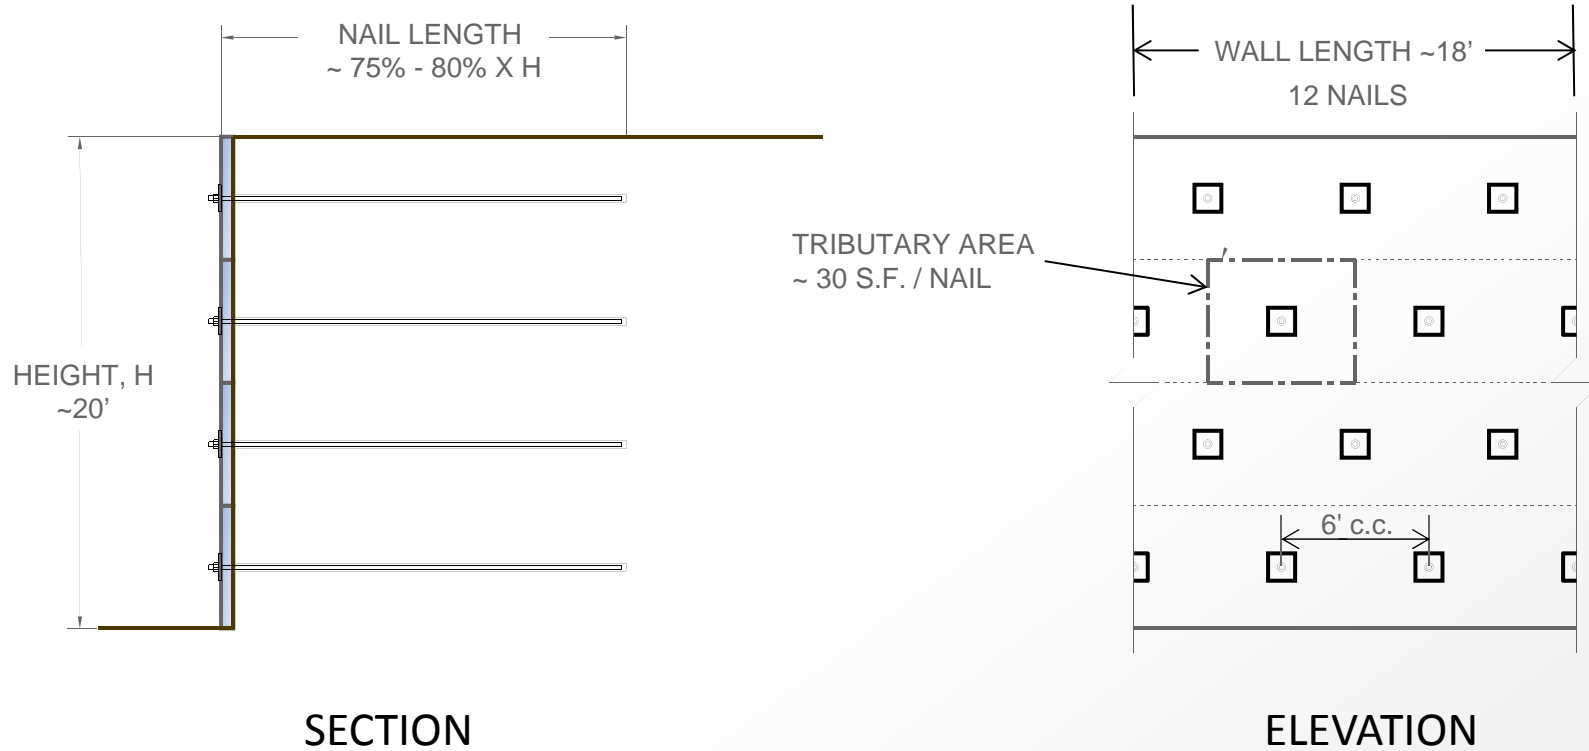 NAIL LENGTH
~ 75% - 80% X H
HEIGHT, H
~20’
SECTION
WALL LENGTH ~18’
12 NAILS
TRIBUTARY AREA
~ 30 S.F. / NAIL
6' c.c.
ELEVATION